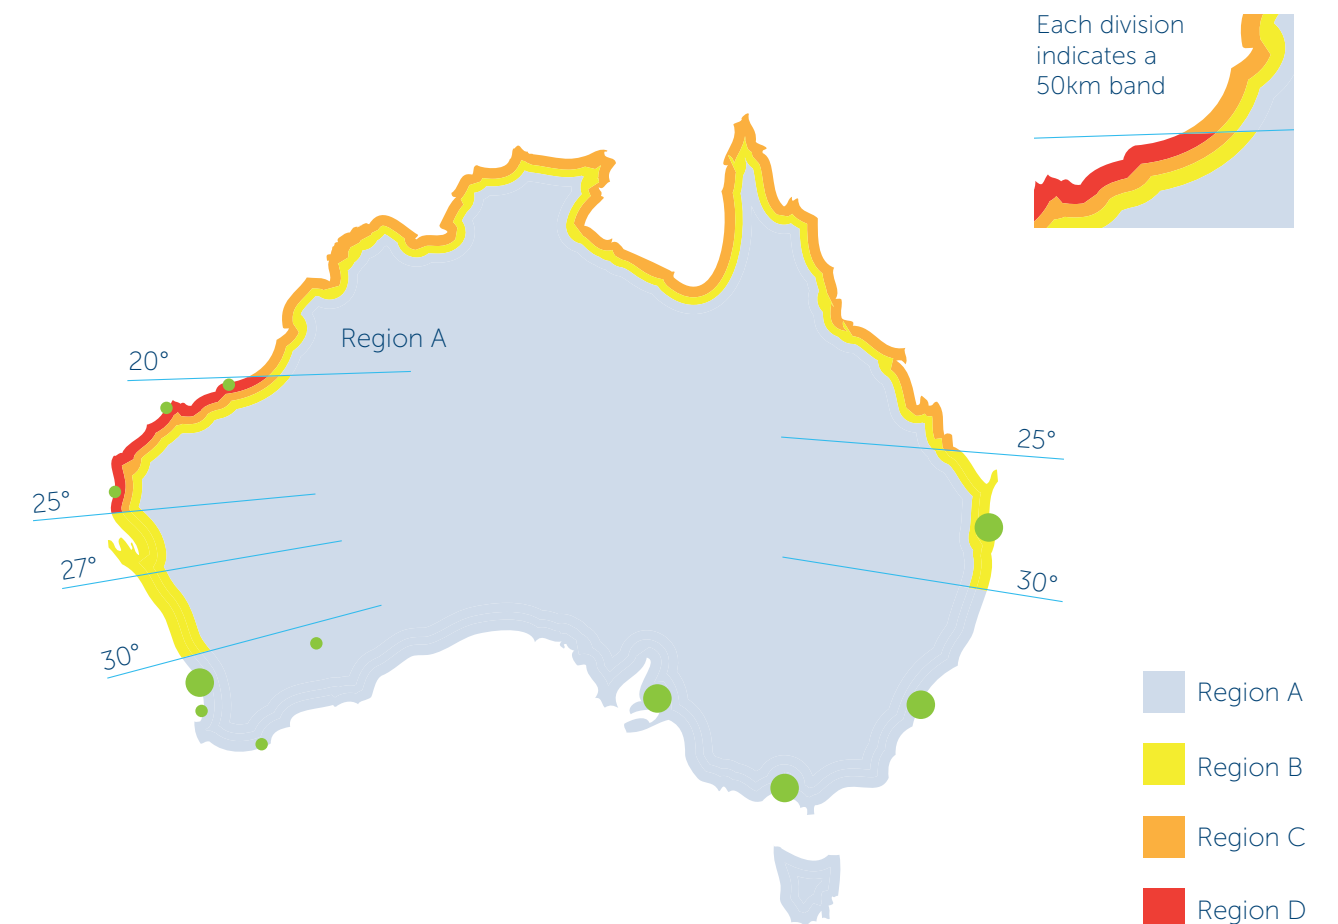 Each division
indicates a
50km band
Region A
20°
25°
25°
27°
30°
30°
Region A
Region B
Region C
Region D